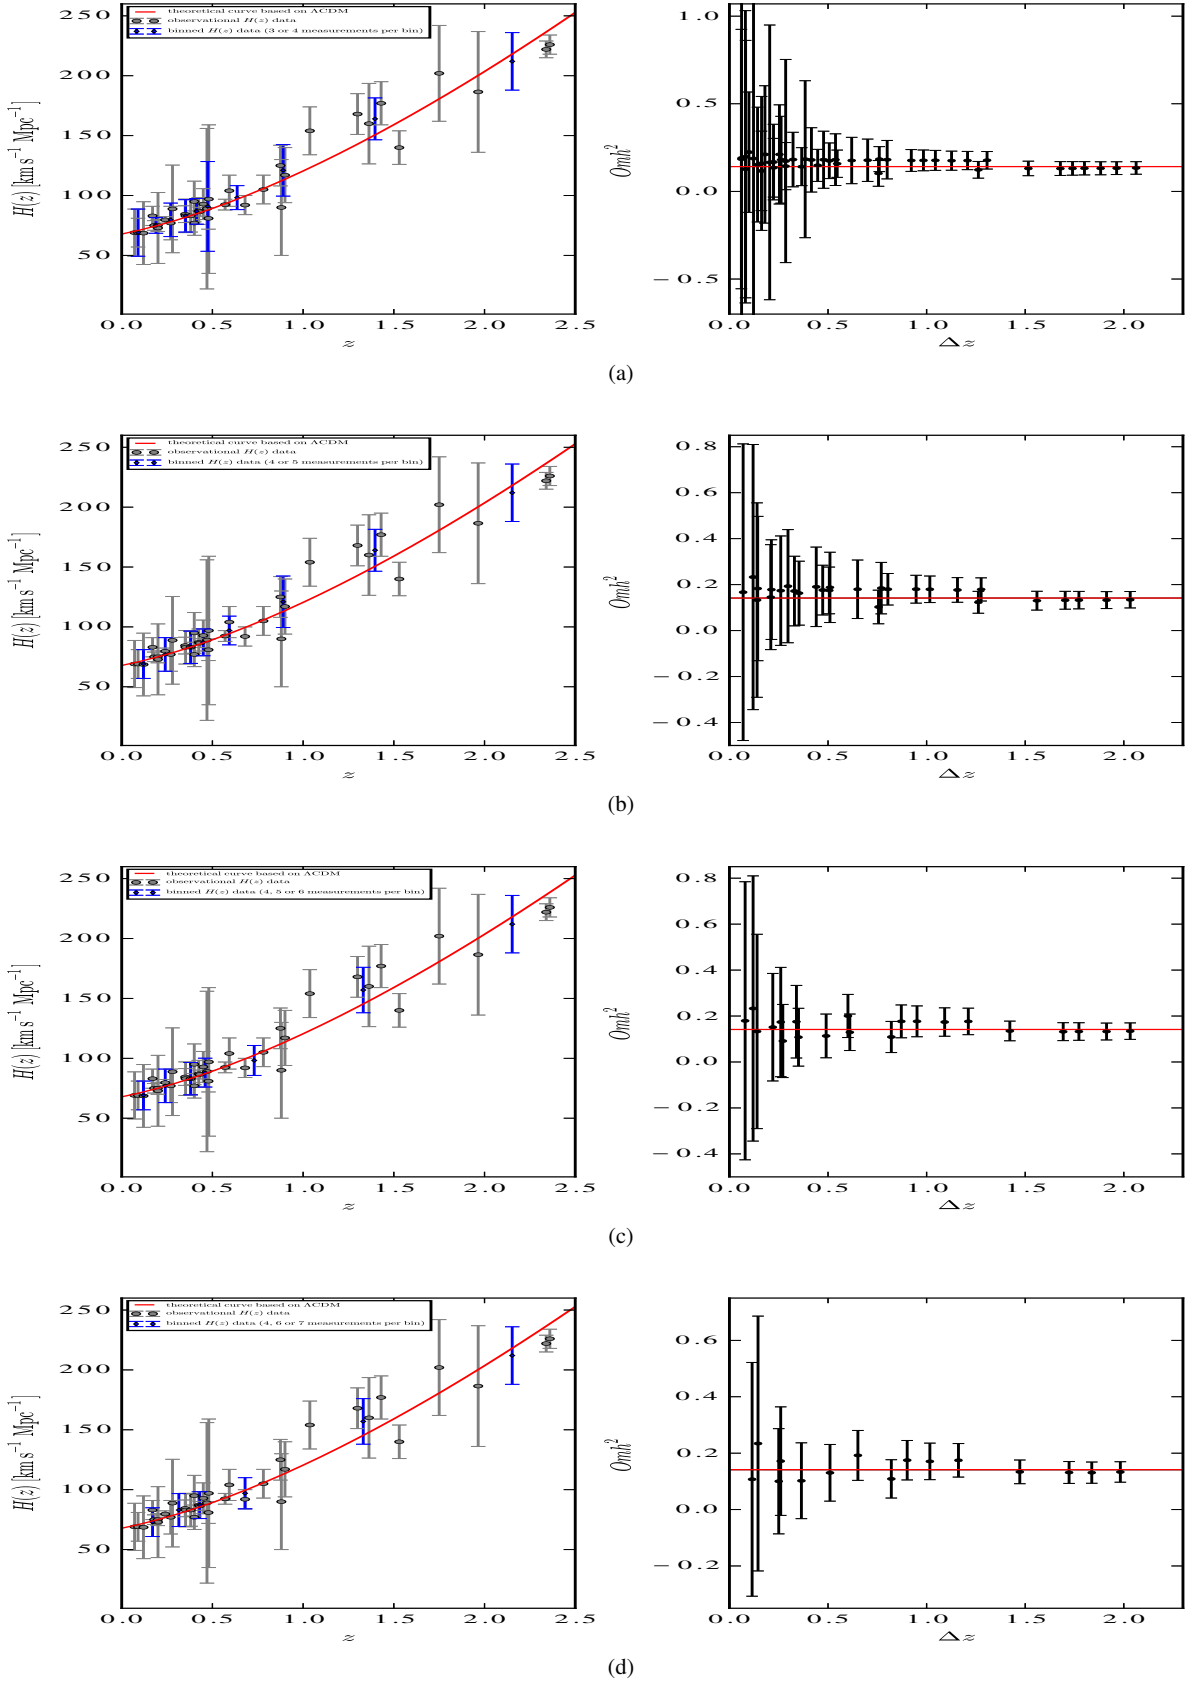 250
200
150
100
50
H(z) [km s⁻¹ Mpc⁻¹]
theoretical curve based on ΛCDM
observational H(z) data
binned H(z) data (3 or 4 measurements per bin)
0.0 0.5 1.0 1.5 2.0 2.5
z
1.0
0.5
0.0
−0.5
Omh²
0.0 0.5 1.0 1.5 2.0
Δz
(a)
250
200
150
100
50
H(z) [km s⁻¹ Mpc⁻¹]
theoretical curve based on ΛCDM
observational H(z) data
binned H(z) data (4 or 5 measurements per bin)
0.0 0.5 1.0 1.5 2.0 2.5
z
0.8
0.6
0.4
0.2
0.0
−0.2
−0.4
Omh²
0.0 0.5 1.0 1.5 2.0
Δz
(b)
250
200
150
100
50
H(z) [km s⁻¹ Mpc⁻¹]
theoretical curve based on ΛCDM
observational H(z) data
binned H(z) data (4, 5 or 6 measurements per bin)
0.0 0.5 1.0 1.5 2.0 2.5
z
0.8
0.6
0.4
0.2
0.0
−0.2
−0.4
Omh²
0.0 0.5 1.0 1.5 2.0
Δz
(c)
250
200
150
100
50
H(z) [km s⁻¹ Mpc⁻¹]
theoretical curve based on ΛCDM
observational H(z) data
binned H(z) data (4, 6 or 7 measurements per bin)
0.0 0.5 1.0 1.5 2.0 2.5
z
0.6
0.4
0.2
0.0
−0.2
Omh²
0.0 0.5 1.0 1.5 2.0
Δz
(d)